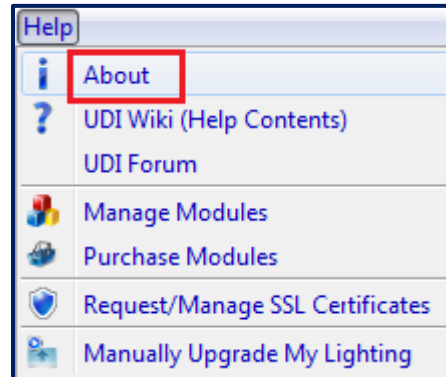 Help
About
UDI Wiki (Help Contents)
UDI Forum
Manage Modules
Purchase Modules
Request/Manage SSL Certificates
Manually Upgrade My Lighting